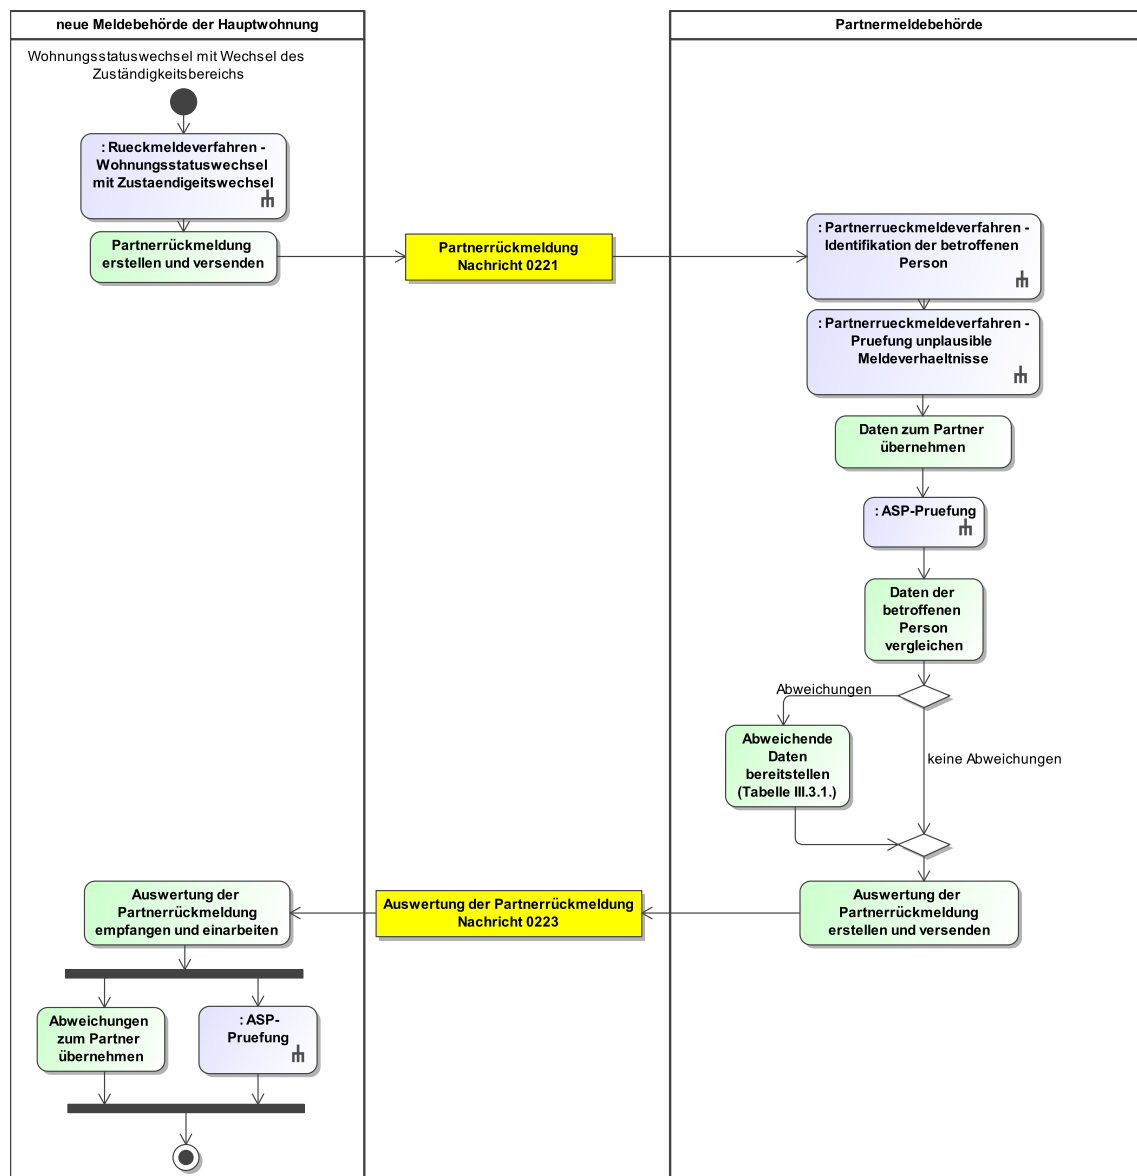 neue Meldebehörde der Hauptwohnung
Partnermeldebehörde
Wohnungsstatuswechsel mit Wechsel des
Zuständigkeitsbereichs
: Rueckmeldeverfahren -
Wohnungsstatuswechsel
mit Zustaendigeitswechsel
Partnerrückmeldung
erstellen und versenden
Partnerrückmeldung
Nachricht 0221
: Partnerrueckmeldeverfahren -
Identifikation der betroffenen
Person
: Partnerrueckmeldeverfahren -
Pruefung unplausible
Meldeverhaeltnisse
Daten zum Partner
übernehmen
: ASP-Pruefung
Daten der
betroffenen
Person
vergleichen
Abweichungen
keine Abweichungen
Abweichende
Daten
bereitstellen
(Tabelle III.3.1.)
Auswertung der
Partnerrückmeldung
erstellen und versenden
Auswertung der Partnerrückmeldung
Nachricht 0223
Auswertung der
Partnerrückmeldung
empfangen und einarbeiten
Abweichungen
zum Partner
übernehmen
: ASP-
Pruefung